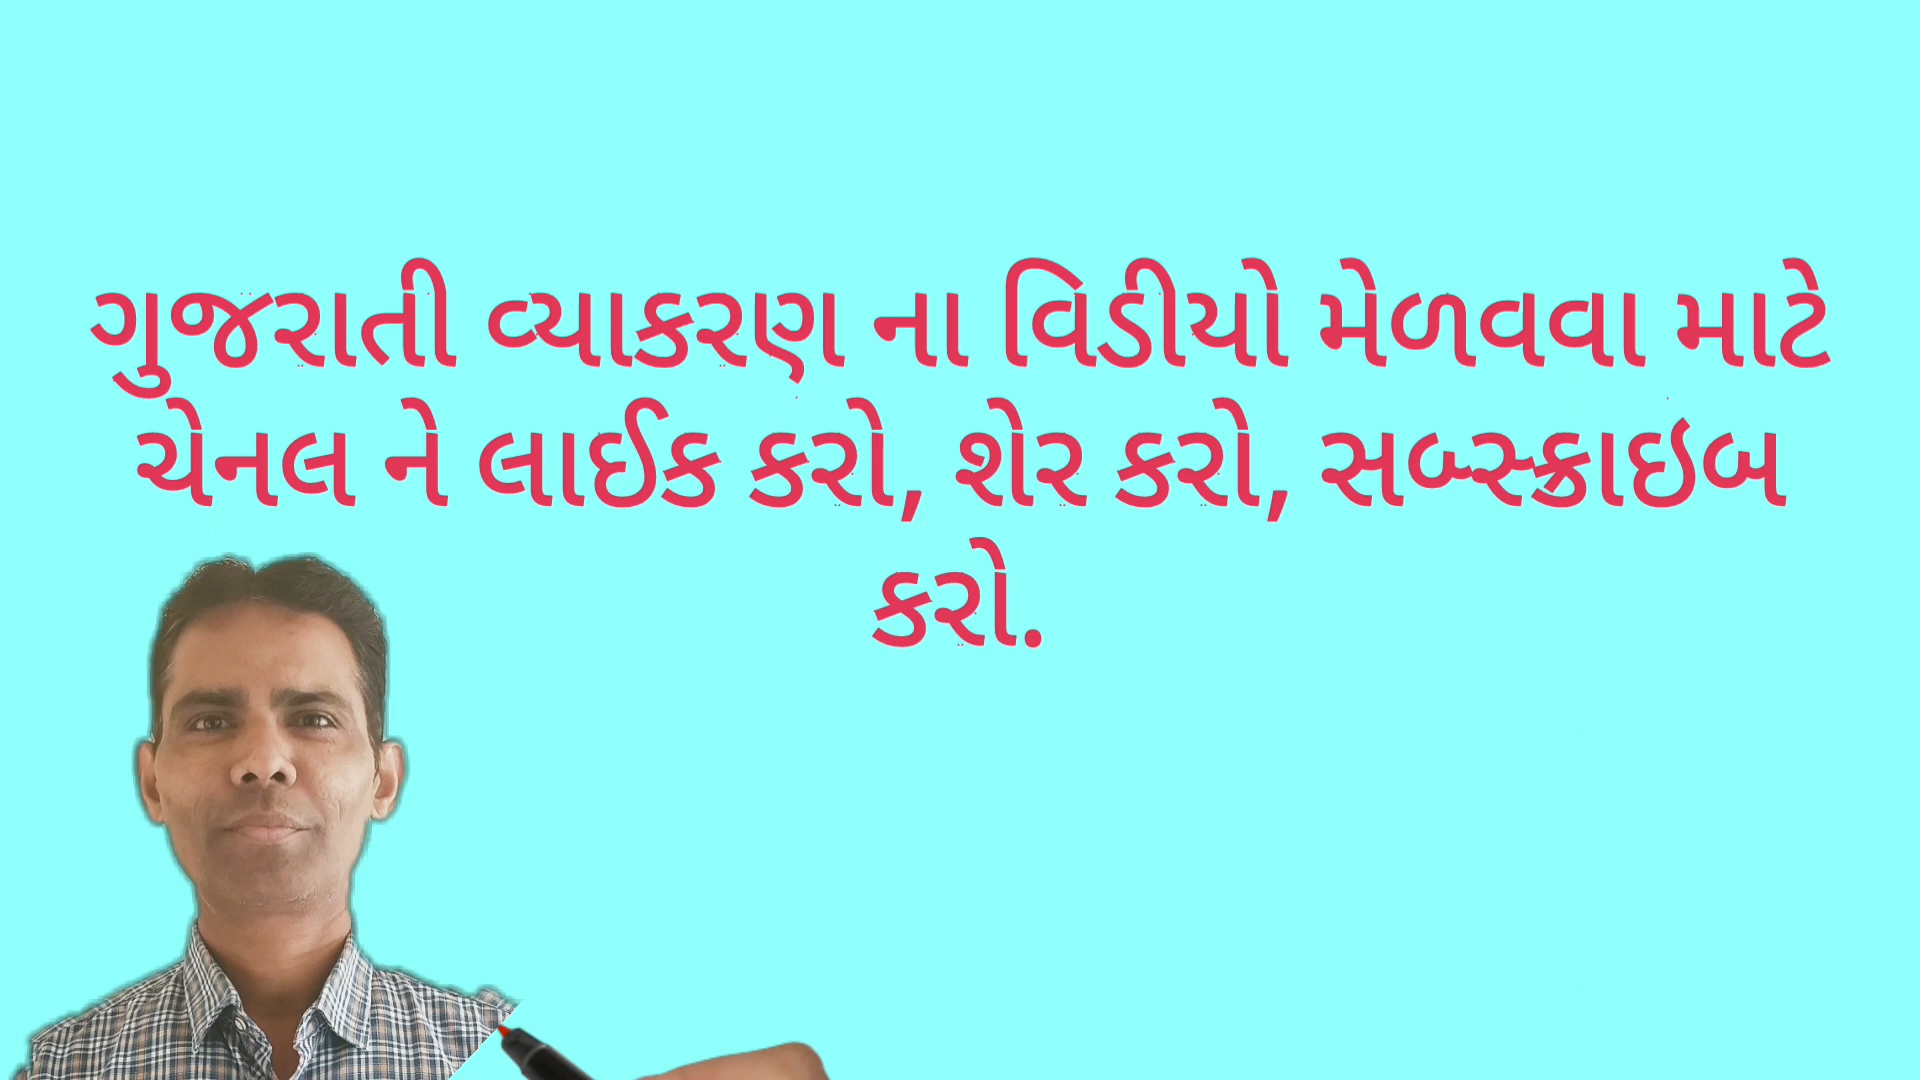 ગુજરાતી વ્યાકરણ ના વિડીયો મેળવવા માટે
ચેનલ ને લાઈક કરો, શેર કરો, સબ્સ્ક્રાઇબ
કરો.